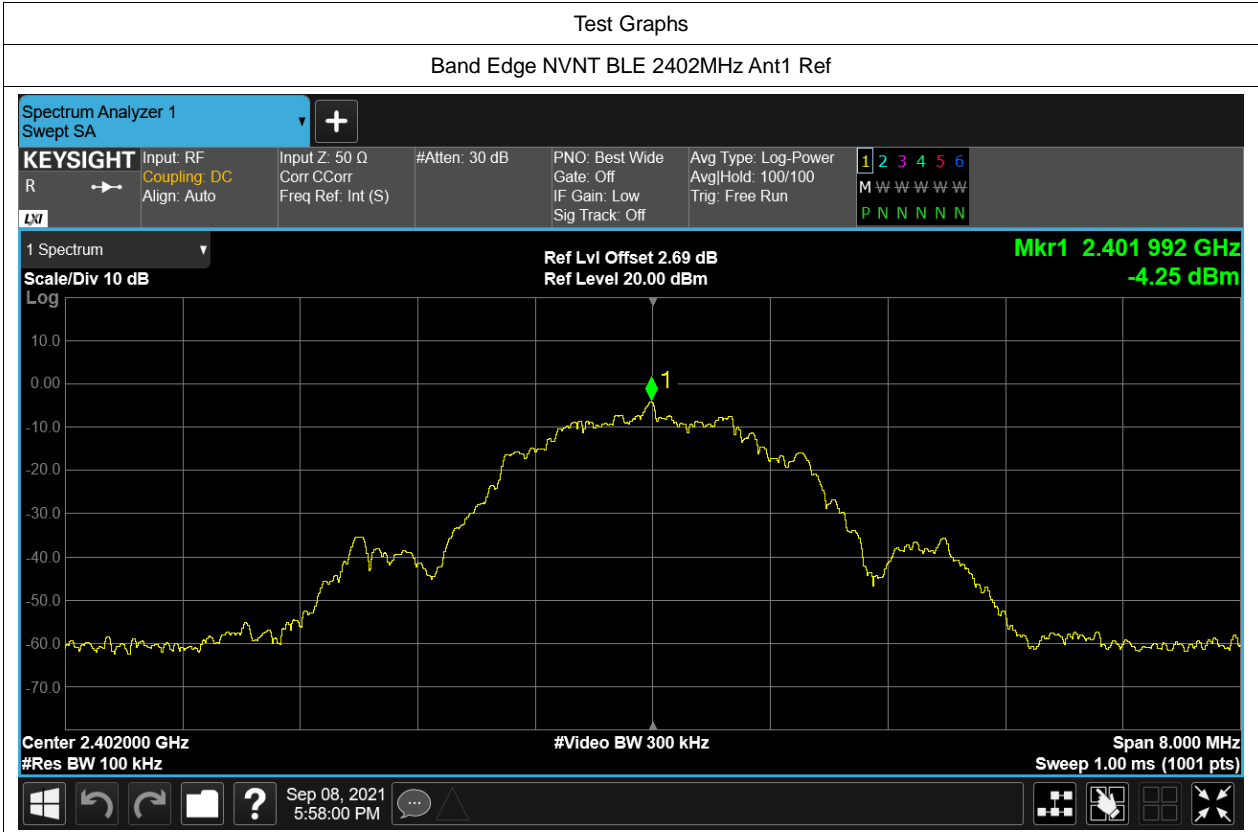 Test Graphs
Band Edge NVNT BLE 2402MHz Ant1 Ref
Spectrum Analyzer 1
Swept SA
+
KEYSIGHT
R
LXI
Input: RF
Coupling: DC
Align: Auto
Input Z: 50 Ω
Corr CCorr
Freq Ref: Int (S)
#Atten: 30 dB
PNO: Best Wide
Gate: Off
IF Gain: Low
Sig Track: Off
Avg Type: Log-Power
Avg|Hold: 100/100
Trig: Free Run
1 2 3 4 5 6
M W W W W W
P N N N N N
1 Spectrum
Scale/Div 10 dB
Ref Lvl Offset 2.69 dB
Ref Level 20.00 dBm
Mkr1 2.401 992 GHz
-4.25 dBm
Log
10.0
0.00
-10.0
-20.0
-30.0
-40.0
-50.0
-60.0
-70.0
1
Center 2.402000 GHz
#Res BW 100 kHz
#Video BW 300 kHz
Span 8.000 MHz
Sweep 1.00 ms (1001 pts)
?
Sep 08, 2021
5:58:00 PM